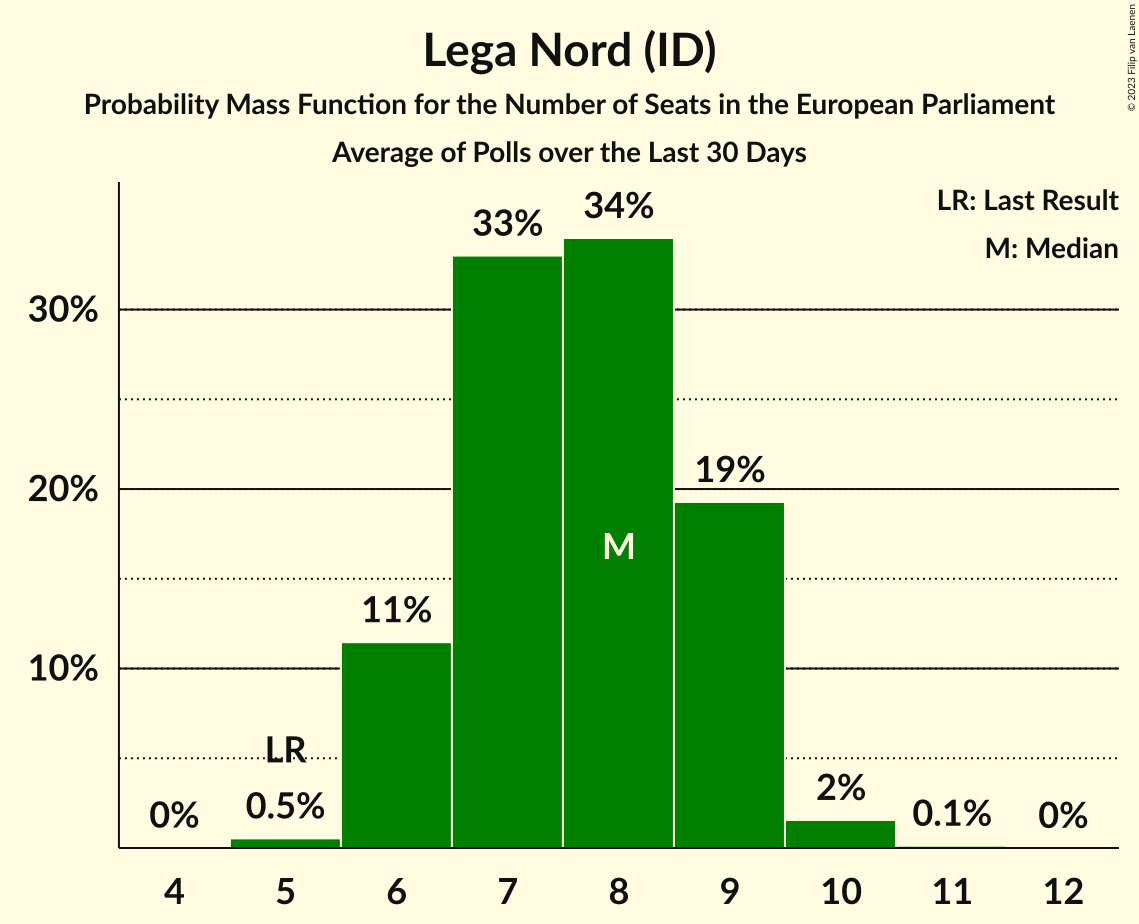 Lega Nord (ID)
Probability Mass Function for the Number of Seats in the European Parliament
Average of Polls over the Last 30 Days
© 2023 Filip van Laenen
LR: Last Result
M: Median
34%
33%
30%
20%
19%
M
11%
10%
LR
0%
0.5%
2%
0.1%
0%
4 5 6 7 8 9 10 11 12